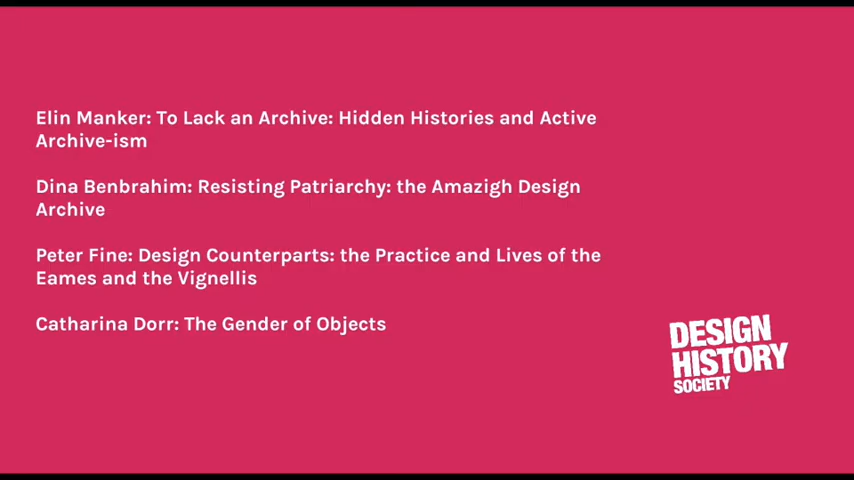 Elin Manker: To Lack an Archive: Hidden Histories and Active
Archive-ism
Dina Benbrahim: Resisting Patriarchy: the Amazigh Design
Archive
Peter Fine: Design Counterparts: the Practice and Lives of the
Eames and the Vignellis
Catharina Dorr: The Gender of Objects
DESIGN
HISTORY
SOCIETY